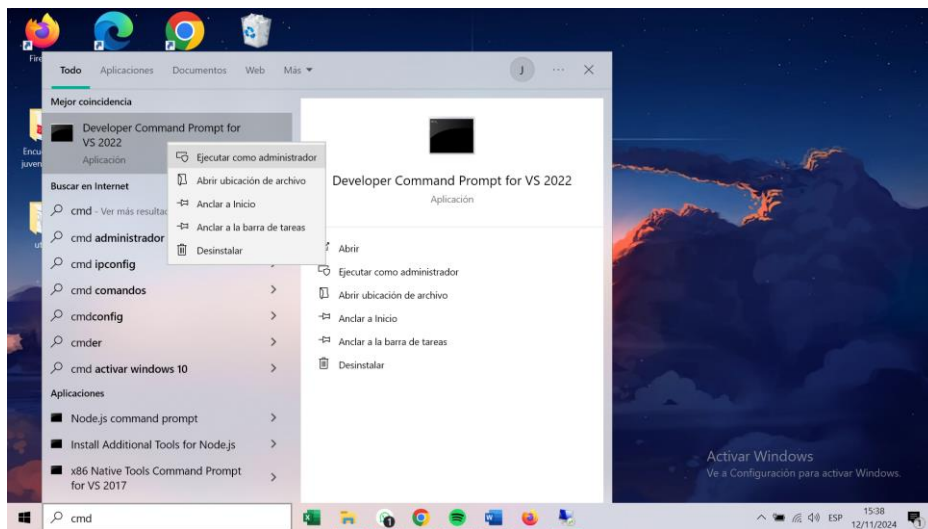 Fire
Todo Aplicaciones Documentos Web Más
J
Mejor coincidencia
Developer Command Prompt for
VS 2022
Aplicación
Ejecutar como administrador
Abrir ubicación de archivo
Anclar a Inicio
Anclar a la barra de tareas
Desinstalar
Encu
juven
Buscar en Internet
cmd - Ver más resultad
cmd administrador
ut
cmd ipconfig
cmd comandos
cmdconfig
cmder
cmd activar windows 10
Aplicaciones
Node.js command prompt
Install Additional Tools for Node.js
x86 Native Tools Command Prompt
for VS 2017
Developer Command Prompt for VS 2022
Aplicación
Abrir
Ejecutar como administrador
Abrir ubicación de archivo
Anclar a Inicio
Anclar a la barra de tareas
Desinstalar
Activar Windows
Ve a Configuración para activar Windows.
cmd
ESP
15:38
12/11/2024